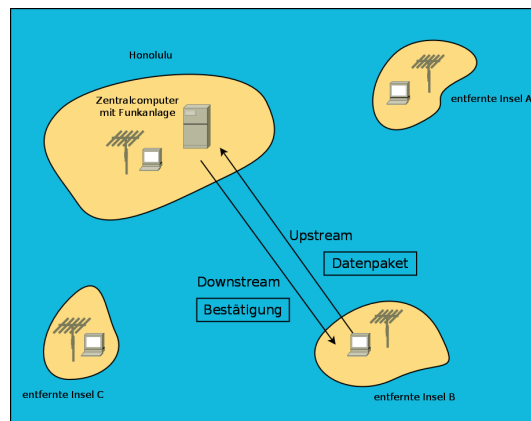 Honolulu
Zentralcomputer
mit Funkanlage
entfernte Insel A
Upstream
Datenpaket
Downstream
Bestätigung
entfernte Insel C
entfernte Insel B